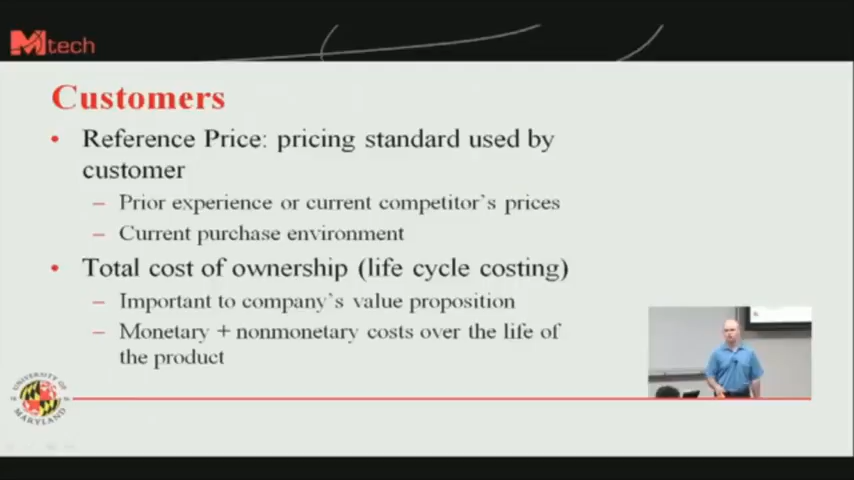 Mtech
Customers
• Reference Price: pricing standard used by
customer
– Prior experience or current competitor's prices
– Current purchase environment
• Total cost of ownership (life cycle costing)
– Important to company's value proposition
– Monetary + nonmonetary costs over the life of
the product
UNIVERSITY OF
MARYLAND